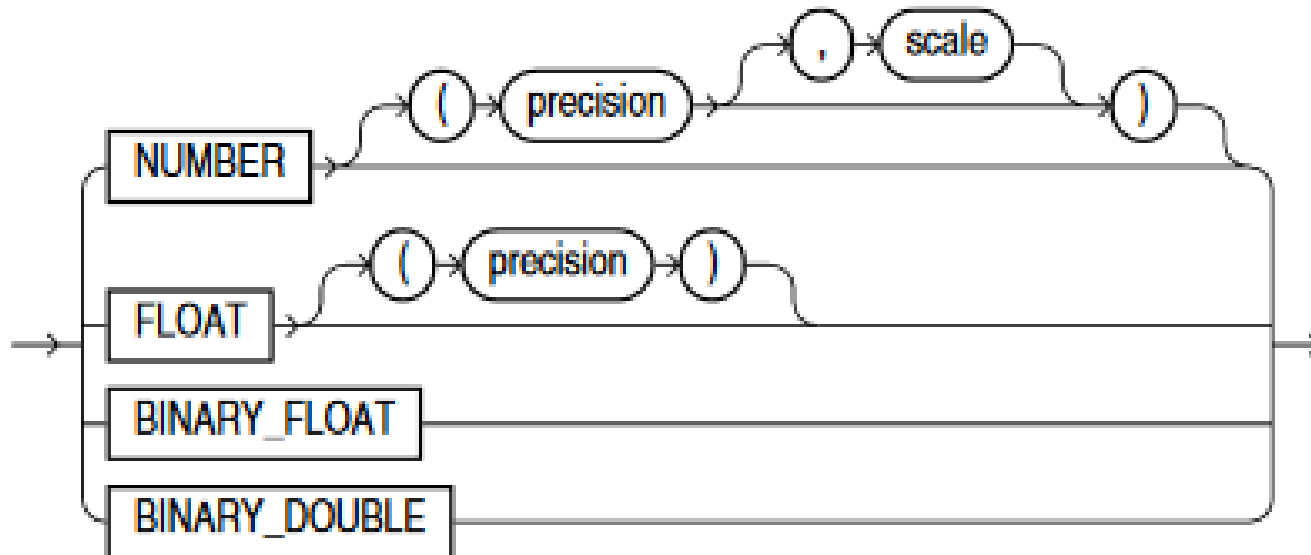 NUMBER ( precision , scale )
FLOAT ( precision )
BINARY_FLOAT
BINARY_DOUBLE